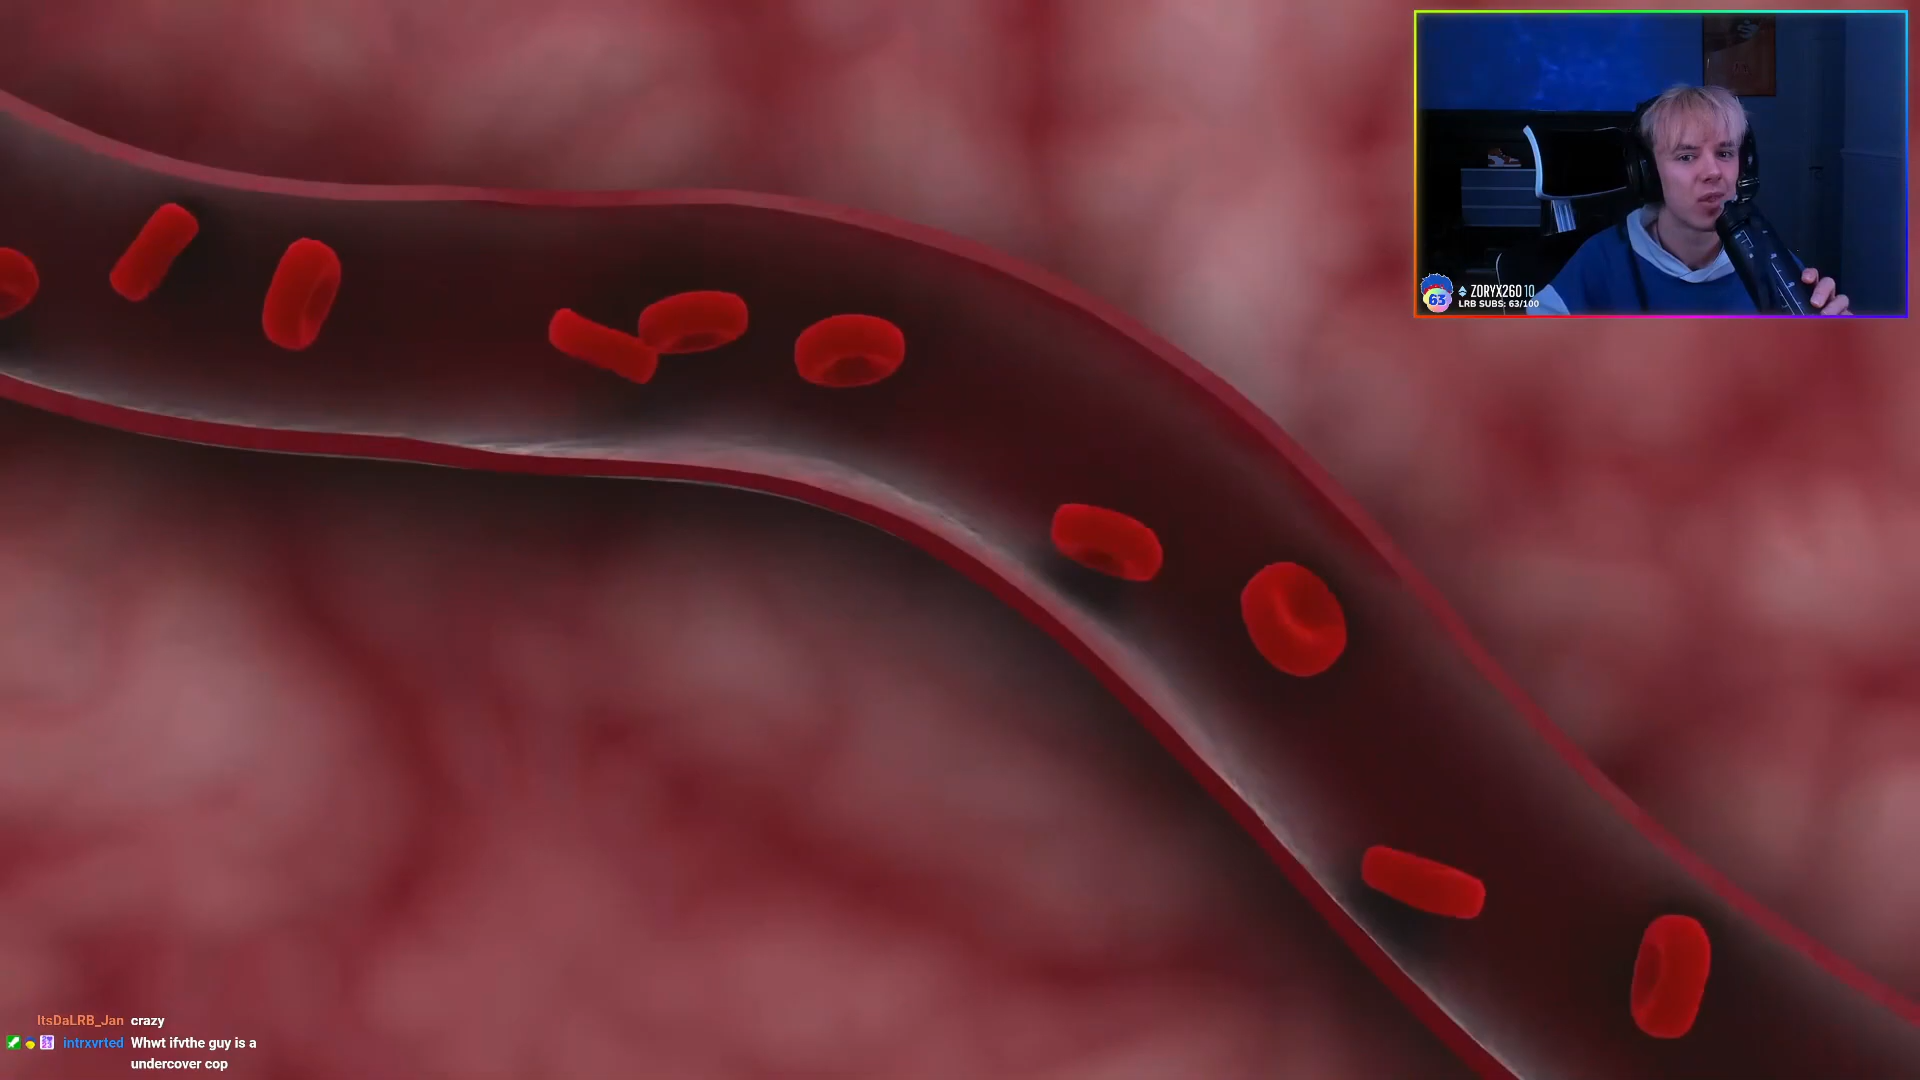 63
ZORYX260 10
LRB SUBS: 63/100
ItsDaLRB_Jan crazy
intrxvrted Whwt ifvthe guy is a
undercover cop